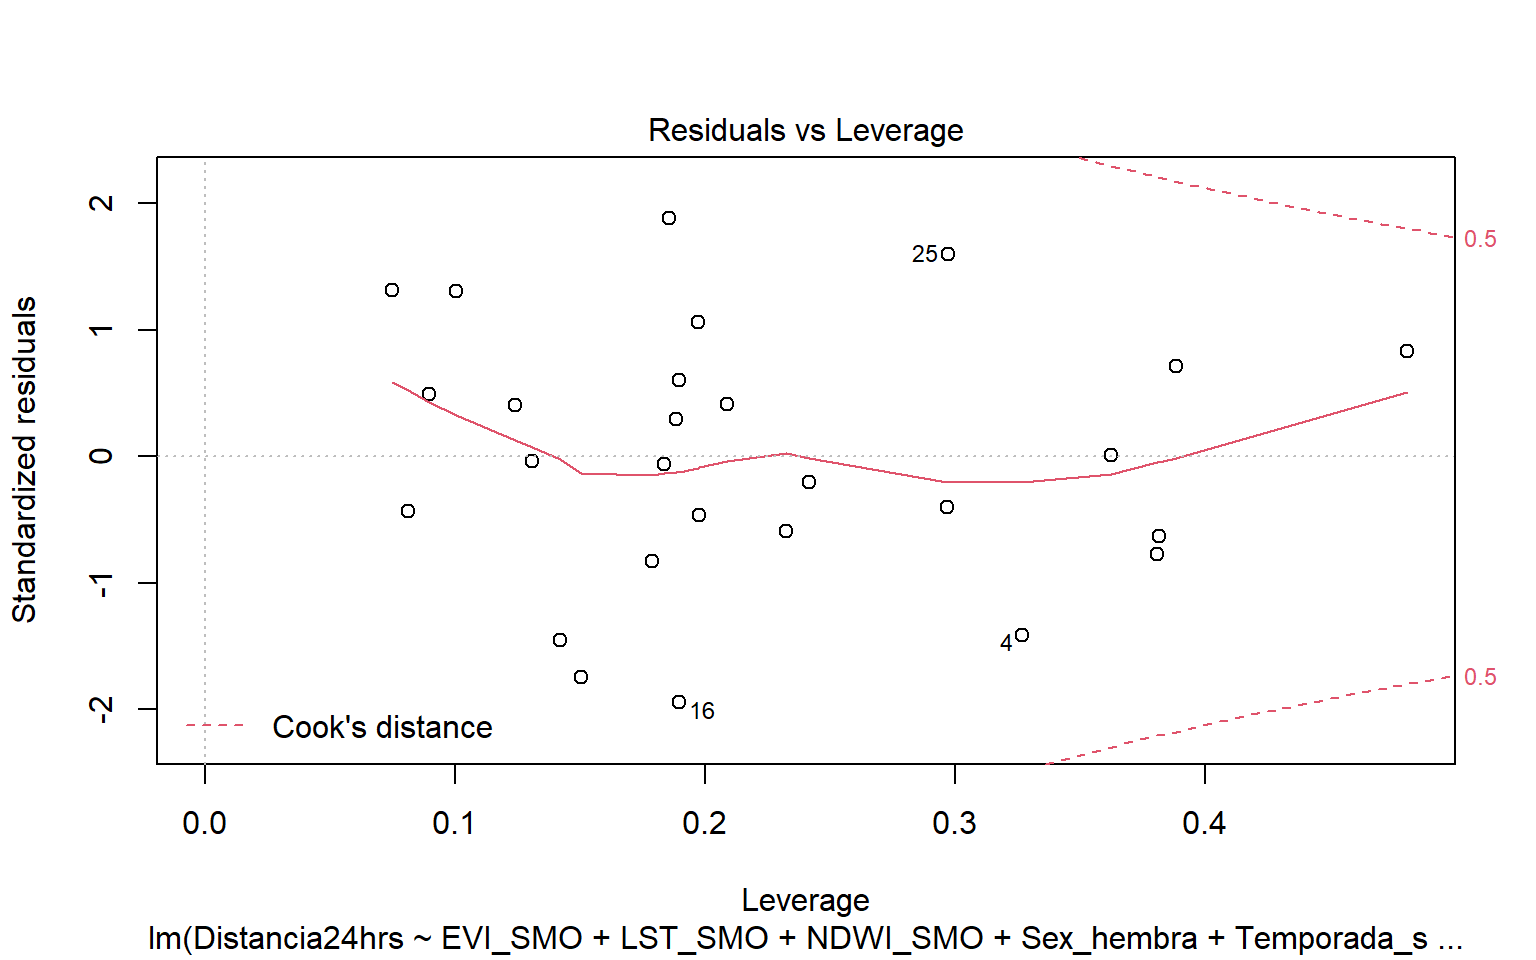 Residuals vs Leverage
Standardized residuals
2
1
0
-1
-2
25
4
16
0.5
0.5
Cook's distance
0.0 0.1 0.2 0.3 0.4
Leverage
lm(Distancia24hrs ~ EVI_SMO + LST_SMO + NDWI_SMO + Sex_hembra + Temporada_s ...